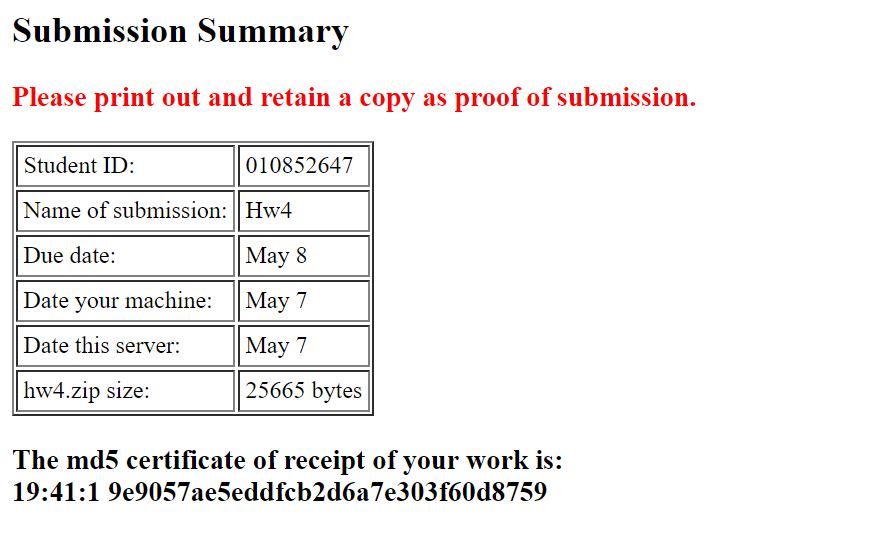 Submission Summary
Please print out and retain a copy as proof of submission.
Student ID: 010852647
Name of submission: Hw4
Due date: May 8
Date your machine: May 7
Date this server: May 7
hw4.zip size: 25665 bytes
The md5 certificate of receipt of your work is:
19:41:1 9e9057ae5eddfcb2d6a7e303f60d8759